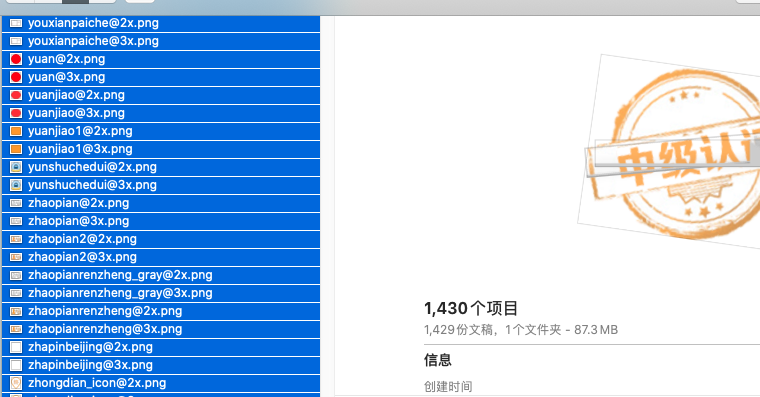 youxianpaiche@2x.png
youxianpaiche@3x.png
yuan@2x.png
yuan@3x.png
yuanjiao@2x.png
yuanjiao@3x.png
yuanjiao1@2x.png
yuanjiao1@3x.png
yunshuchedui@2x.png
yunshuchedui@3x.png
zhaopian@2x.png
zhaopian@3x.png
zhaopian2@2x.png
zhaopian2@3x.png
zhaopianrenzheng_gray@2x.png
zhaopianrenzheng_gray@3x.png
zhaopianrenzheng@2x.png
zhaopianrenzheng@3x.png
zhapinbeijing@2x.png
zhapinbeijing@3x.png
zhongdian_icon@2x.png
中级认
1,430个项目
1,429份文稿，1个文件夹 - 87.3 MB
信息
创建时间